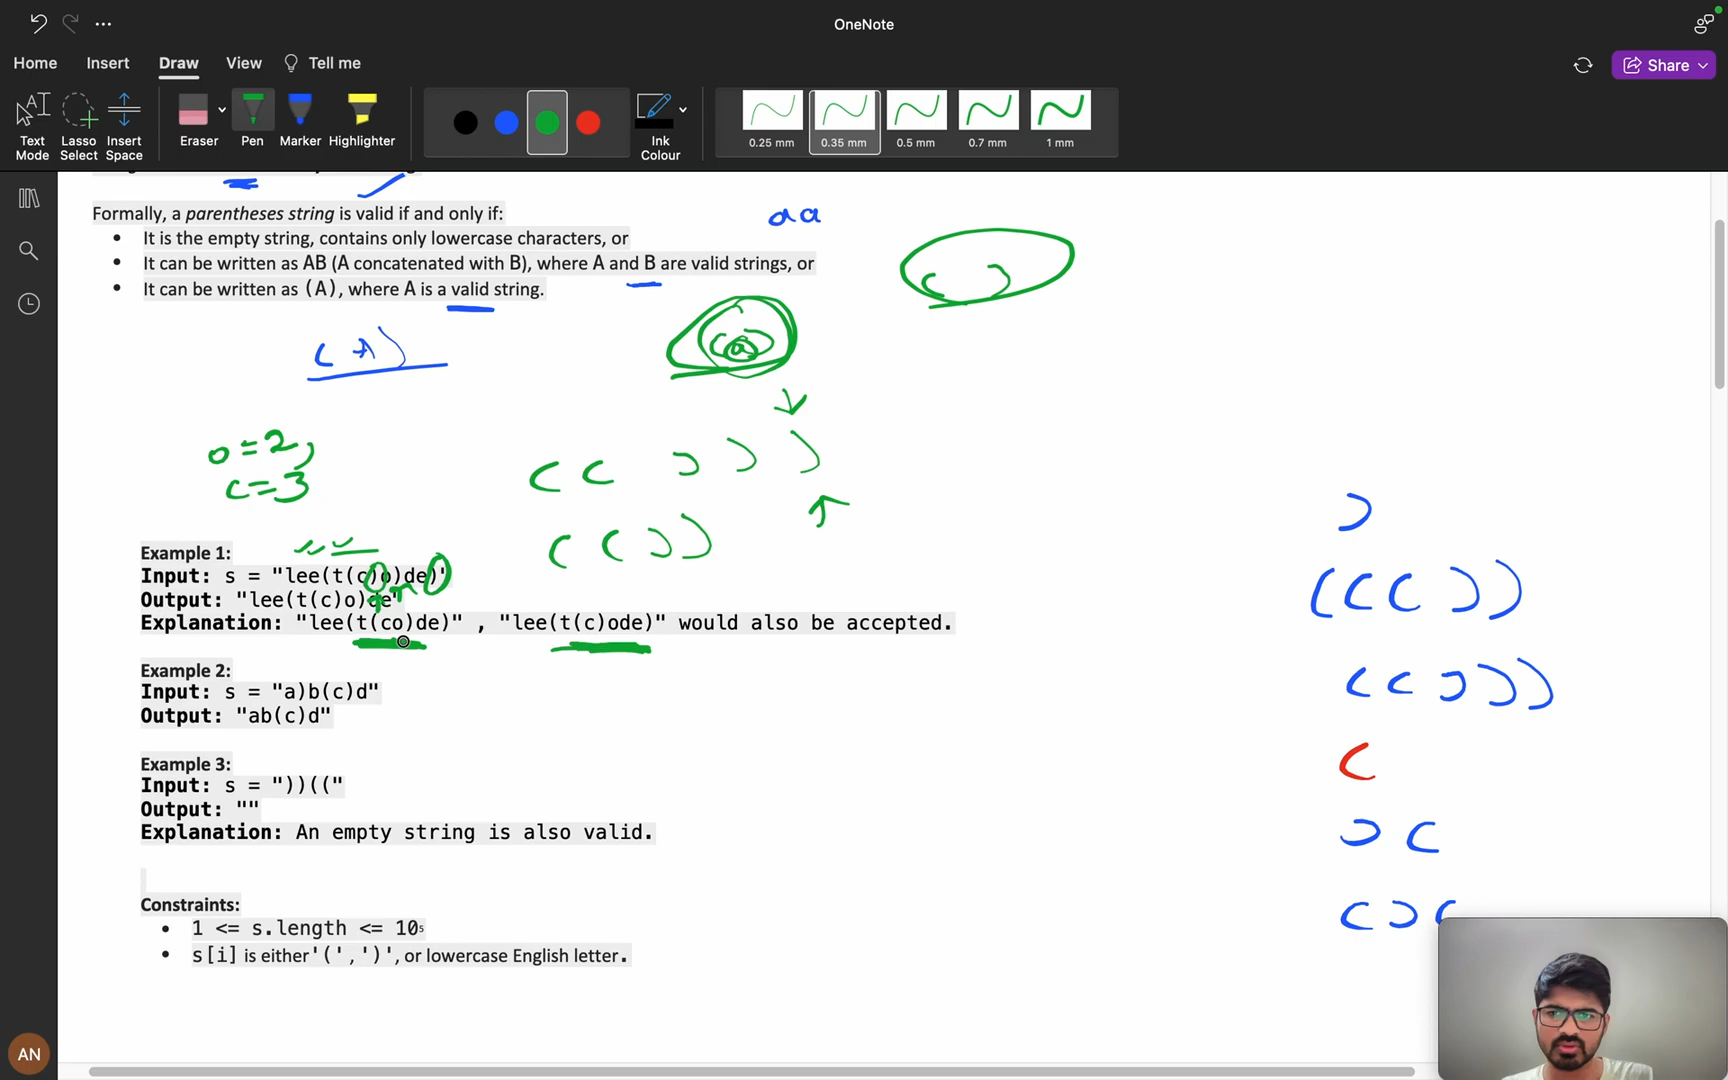 OneNote
Home Insert Draw View Tell me
Share
Text Mode
Lasso Select
Insert Space
Eraser
Pen
Marker
Highlighter
Ink Colour
0.25 mm
0.35 mm
0.5 mm
0.7 mm
1 mm
Formally, a parentheses string is valid if and only if:
aa
• It is the empty string, contains only lowercase characters, or
• It can be written as AB (A concatenated with B), where A and B are valid strings, or
( )
• It can be written as (A), where A is a valid string.
(A)
(a)
o=2,
c=3
( ( ) ) )
( ( ) )
)
( ( ( ) )
( ( ) ) )
(
) (
( ) (
Example 1:
Input: s = "lee(t(c)o)de)"
Output: "lee(t(c)o)de"
Explanation: "lee(t(co)de)" , "lee(t(c)ode)" would also be accepted.
Example 2:
Input: s = "a)b(c)d"
Output: "ab(c)d"
Example 3:
Input: s = "))(("
Output: ""
Explanation: An empty string is also valid.
Constraints:
• 1 <= s.length <= 10⁵
• s[i] is either '(' , ')', or lowercase English letter.
AN